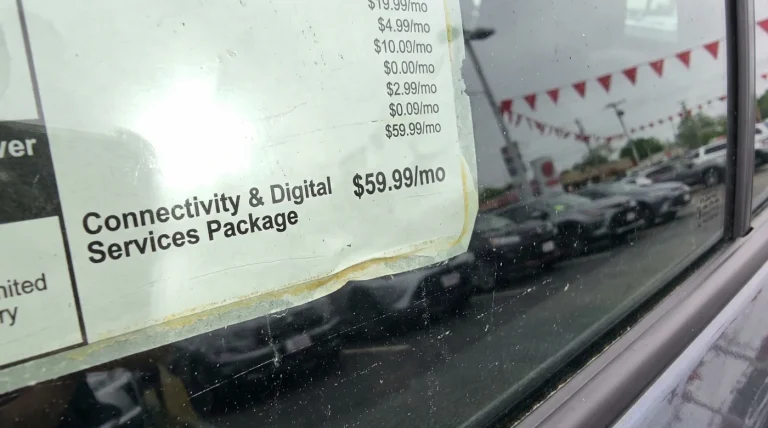 $19.99/mo
$4.99/mo
$10.09/mo
$0.00/mo
$2.99/mo
$0.09/mo
$59.99/mo
ver
Connectivity & Digital $59.99/mo
Services Package
nited
ry